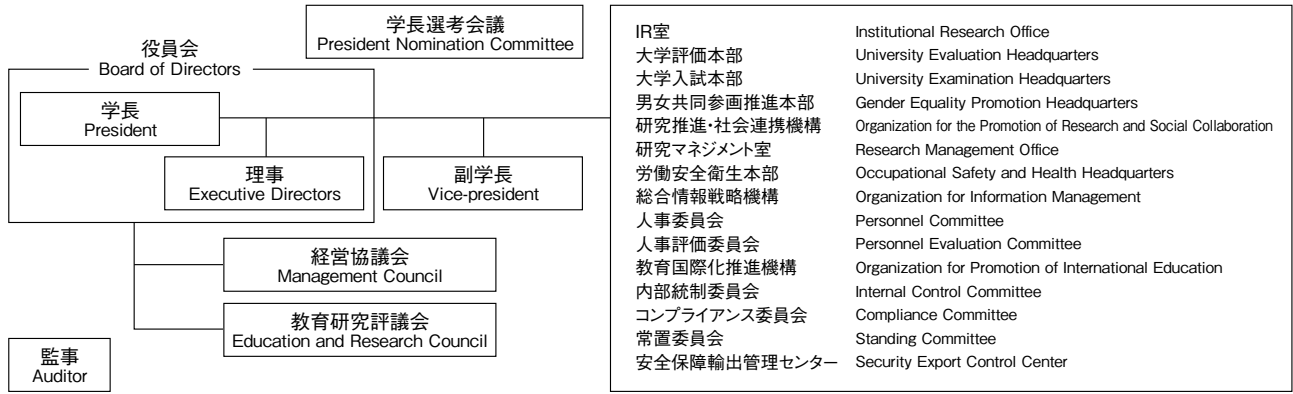 学長選考会議
President Nomination Committee
役員会
Board of Directors
学長
President
理事
Executive Directors
副学長
Vice-president
経営協議会
Management Council
教育研究評議会
Education and Research Council
監事
Auditor
IR室 Institutional Research Office
大学評価本部 University Evaluation Headquarters
大学入試本部 University Examination Headquarters
男女共同参画推進本部 Gender Equality Promotion Headquarters
研究推進・社会連携機構 Organization for the Promotion of Research and Social Collaboration
研究マネジメント室 Research Management Office
労働安全衛生本部 Occupational Safety and Health Headquarters
総合情報戦略機構 Organization for Information Management
人事委員会 Personnel Committee
人事評価委員会 Personnel Evaluation Committee
教育国際化推進機構 Organization for Promotion of International Education
内部統制委員会 Internal Control Committee
コンプライアンス委員会 Compliance Committee
常置委員会 Standing Committee
安全保障輸出管理センター Security Export Control Center